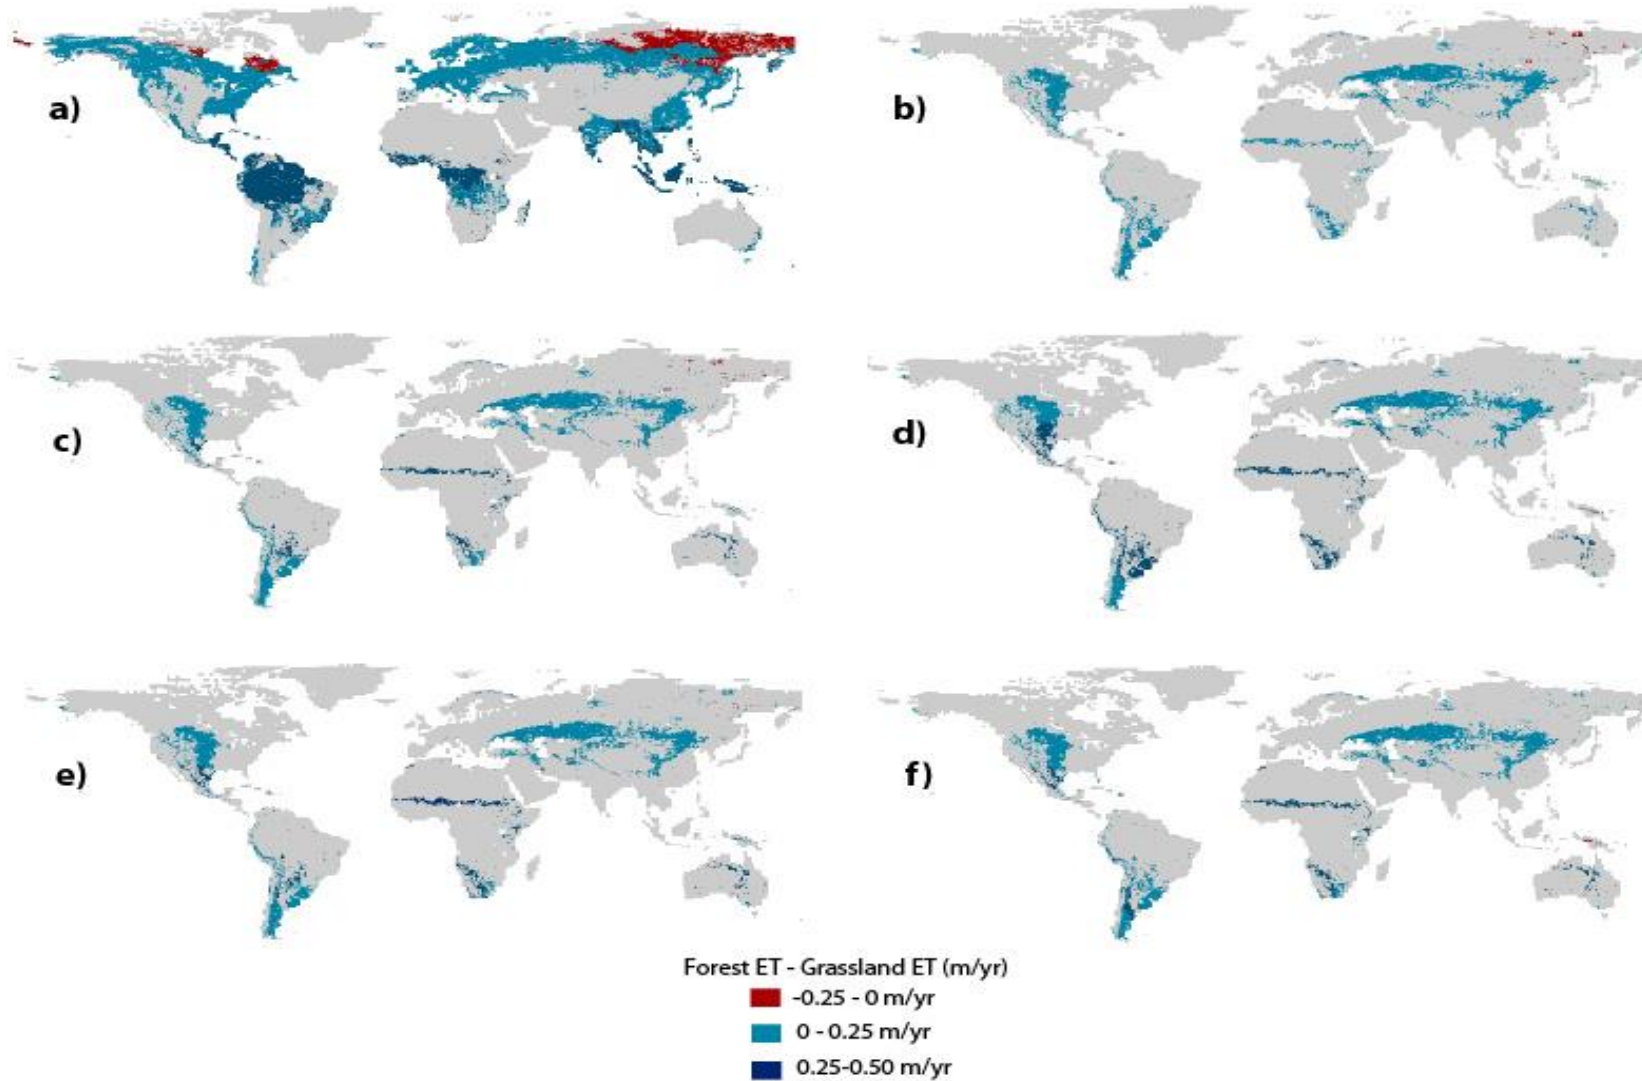 a)
b)
c)
d)
e)
f)
Forest ET - Grassland ET (m/yr)
-0.25 - 0 m/yr
0 - 0.25 m/yr
0.25-0.50 m/yr